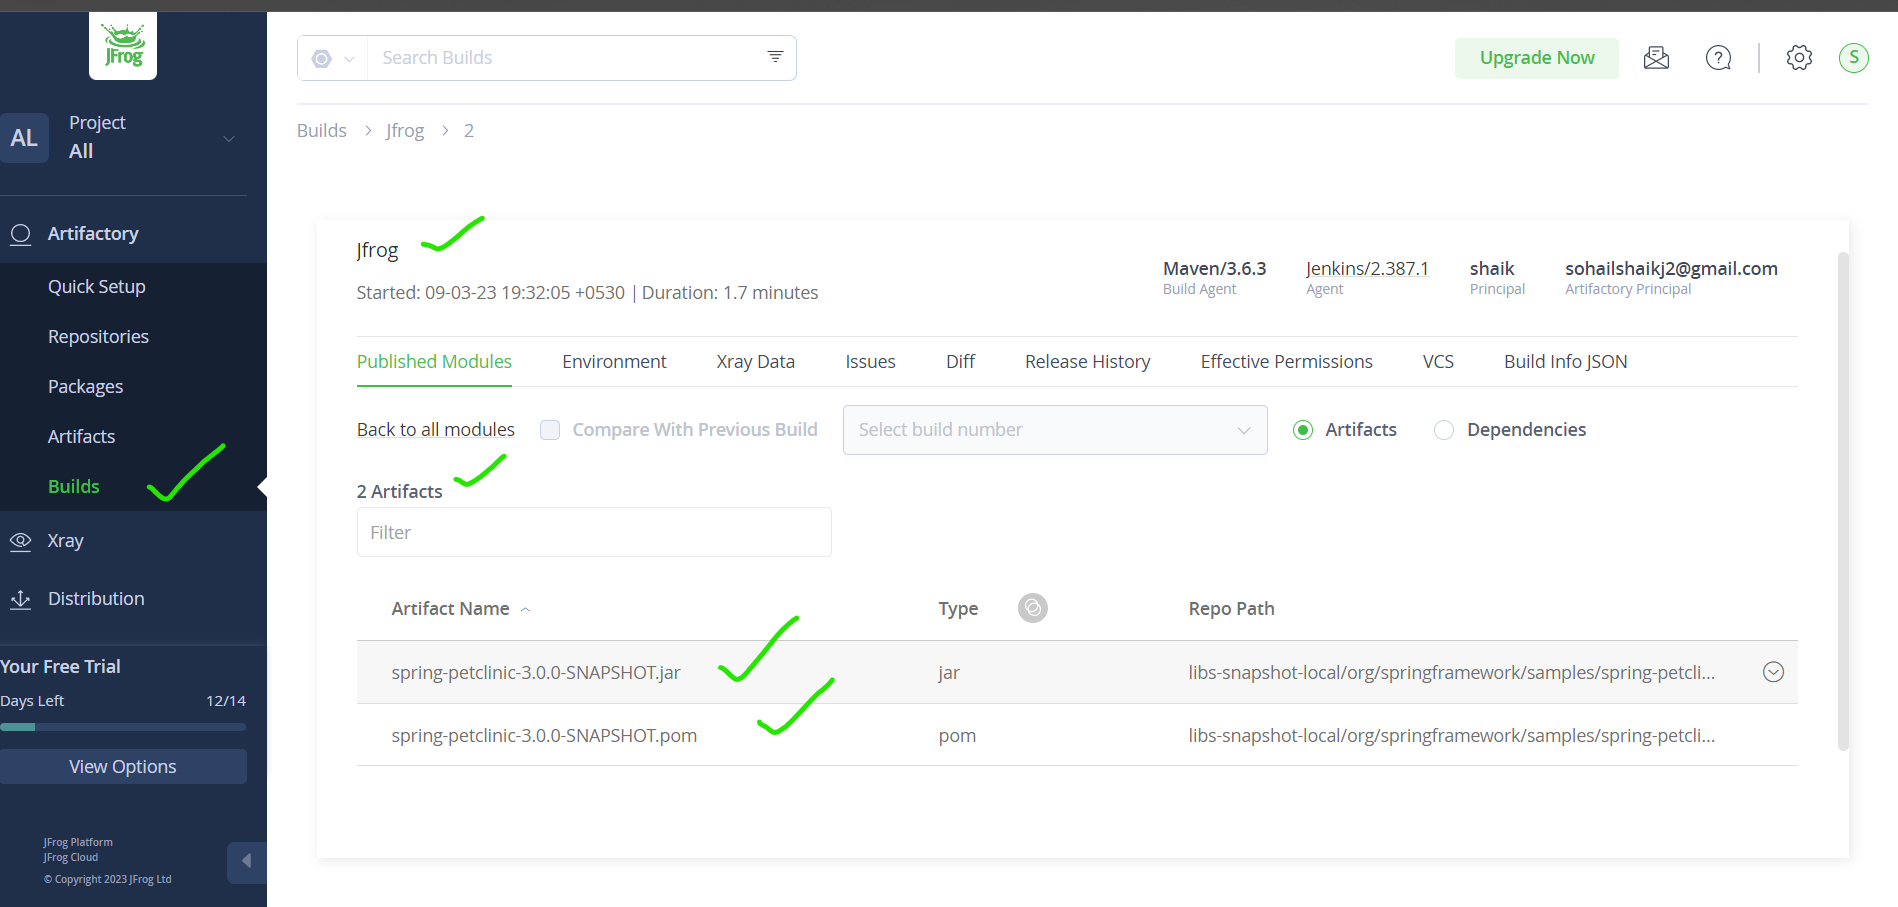 JFrog
Search Builds
Upgrade Now
S
AL
Project
All
Builds > Jfrog > 2
Artifactory
Quick Setup
Repositories
Packages
Artifacts
Builds
Xray
Distribution
Your Free Trial
Days Left 12/14
View Options
JFrog Platform
JFrog Cloud
© Copyright 2023 JFrog Ltd
Jfrog
Started: 09-03-23 19:32:05 +0530 | Duration: 1.7 minutes
Maven/3.6.3 Jenkins/2.387.1 shaik sohailshaikj2@gmail.com
Build Agent Agent Principal Artifactory Principal
Published Modules Environment Xray Data Issues Diff Release History Effective Permissions VCS Build Info JSON
Back to all modules Compare With Previous Build Select build number Artifacts Dependencies
2 Artifacts
Filter
Artifact Name Type Repo Path
spring-petclinic-3.0.0-SNAPSHOT.jar jar libs-snapshot-local/org/springframework/samples/spring-petcli...
spring-petclinic-3.0.0-SNAPSHOT.pom pom libs-snapshot-local/org/springframework/samples/spring-petcli...